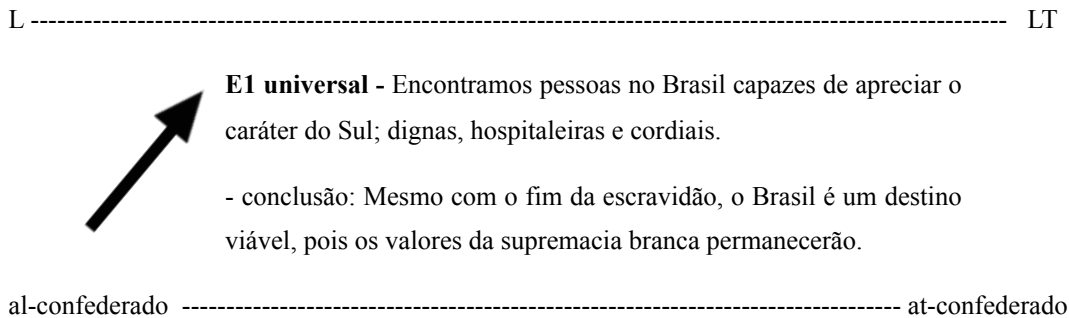 L -------------------------------------------------------------------------------------------------------------- LT
E1 universal - Encontramos pessoas no Brasil capazes de apreciar o
caráter do Sul; dignas, hospitaleiras e cordiais.
- conclusão: Mesmo com o fim da escravidão, o Brasil é um destino
viável, pois os valores da supremacia branca permanecerão.
al-confederado --------------------------------------------------------------------------------- at-confederado